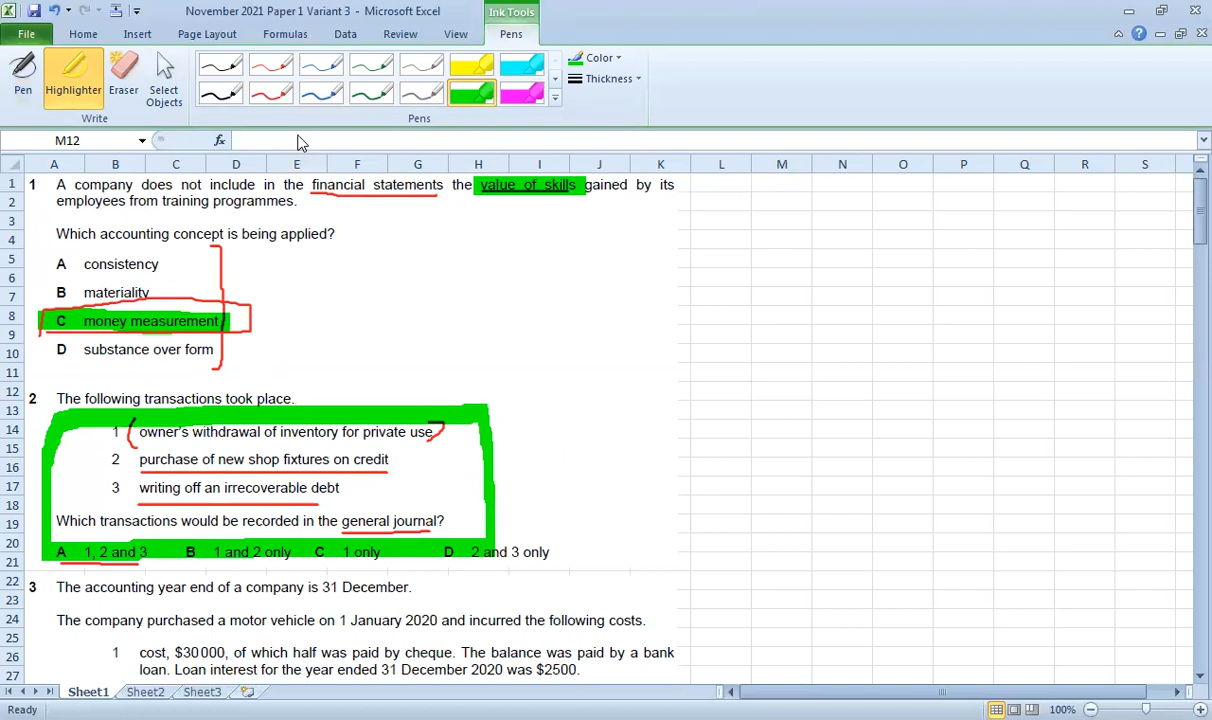 November 2021 Paper 1 Variant 3 - Microsoft Excel
Ink Tools
File Home Insert Page Layout Formulas Data Review View Pens
Pen Highlighter Eraser Select Objects
Color
Thickness
Write Pens
M12 fx
A B C D E F G H I J K L M N O P Q R S
1 A company does not include in the financial statements the value of skills gained by its
employees from training programmes.
Which accounting concept is being applied?
A consistency
B materiality
C money measurement
D substance over form
2 The following transactions took place.
1 owner's withdrawal of inventory for private use
2 purchase of new shop fixtures on credit
3 writing off an irrecoverable debt
Which transactions would be recorded in the general journal?
A 1, 2 and 3 B 1 and 2 only C 1 only D 2 and 3 only
3 The accounting year end of a company is 31 December.
The company purchased a motor vehicle on 1 January 2020 and incurred the following costs.
1 cost, $30 000, of which half was paid by cheque. The balance was paid by a bank
loan. Loan interest for the year ended 31 December 2020 was $2500.
1
2
3
4
5
6
7
8
9
10
11
12
13
14
15
16
17
18
19
20
21
22
23
24
25
26
27
Sheet1 Sheet2 Sheet3
Ready 100%